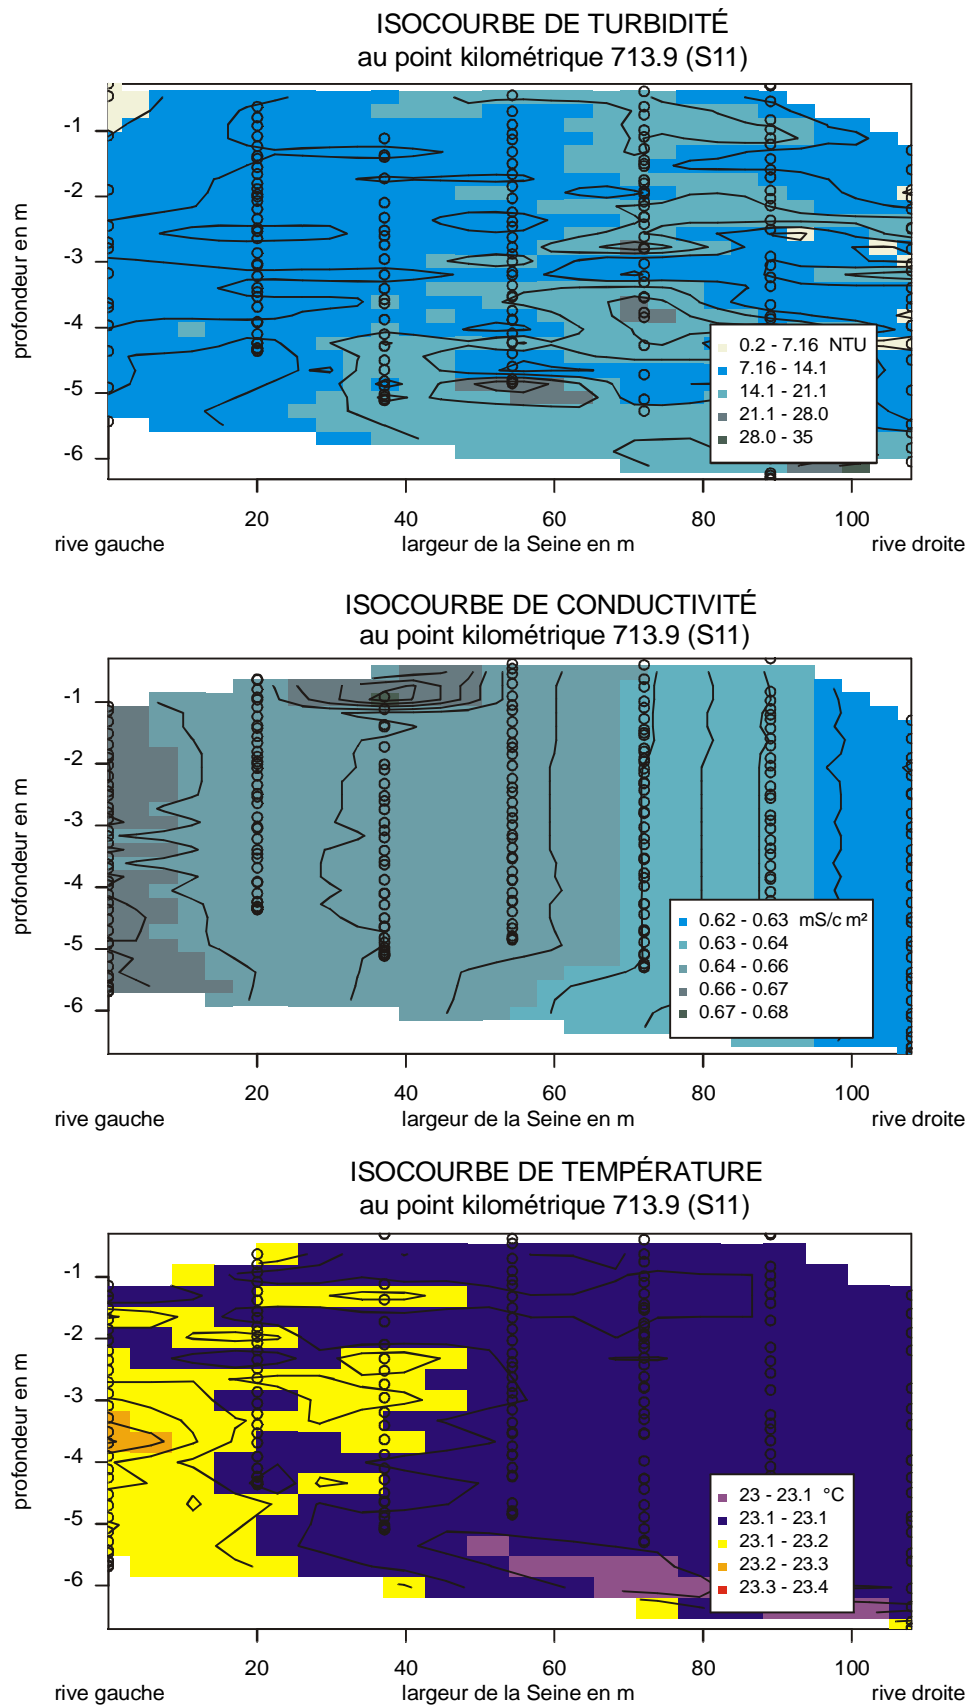 ISOCOURBE DE TURBIDITÉ
au point kilométrique 713.9 (S11)
profondeur en m
-1
-2
-3
-4
-5
-6
0.2 - 7.16 NTU
7.16 - 14.1
14.1 - 21.1
21.1 - 28.0
28.0 - 35
20 40 60 80 100
rive gauche largeur de la Seine en m rive droite
ISOCOURBE DE CONDUCTIVITÉ
au point kilométrique 713.9 (S11)
profondeur en m
-1
-2
-3
-4
-5
-6
0.62 - 0.63 mS/c m²
0.63 - 0.64
0.64 - 0.66
0.66 - 0.67
0.67 - 0.68
20 40 60 80 100
rive gauche largeur de la Seine en m rive droite
ISOCOURBE DE TEMPÉRATURE
au point kilométrique 713.9 (S11)
profondeur en m
-1
-2
-3
-4
-5
-6
23 - 23.1 °C
23.1 - 23.1
23.1 - 23.2
23.2 - 23.3
23.3 - 23.4
20 40 60 80 100
rive gauche largeur de la Seine en m rive droite